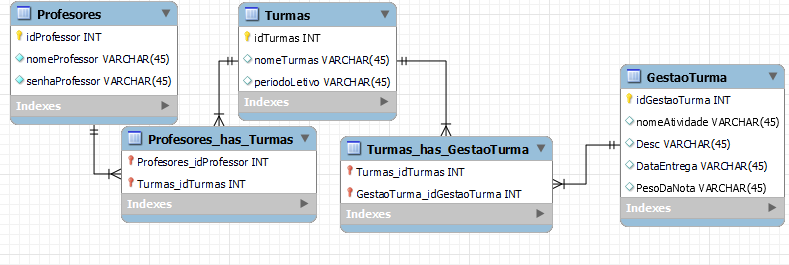 Profesores
idProfessor INT
nomeProfessor VARCHAR(45)
senhaProfessor VARCHAR(45)
Indexes
Turmas
idTurmas INT
nomeTurmas VARCHAR(45)
periodoLetivo VARCHAR(45)
Indexes
GestaoTurma
idGestaoTurma INT
nomeAtividade VARCHAR(45)
Desc VARCHAR(45)
DataEntrega VARCHAR(45)
PesoDaNota VARCHAR(45)
Indexes
Profesores_has_Turmas
Profesores_idProfessor INT
Turmas_idTurmas INT
Indexes
Turmas_has_GestaoTurma
Turmas_idTurmas INT
GestaoTurma_idGestaoTurma INT
Indexes